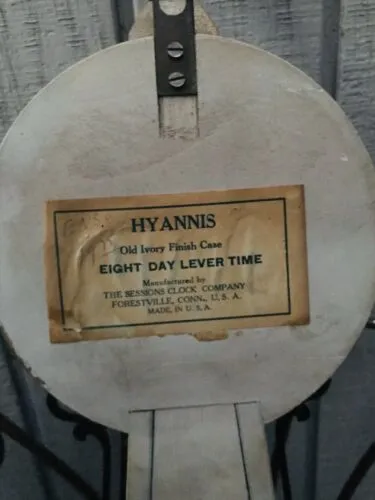 HYANNIS
Old Ivory Finish Case
EIGHT DAY LEVER TIME
Manufactured by
THE SESSIONS CLOCK COMPANY
FORESTVILLE, CONN., U. S. A.
MADE, IN U. S. A.